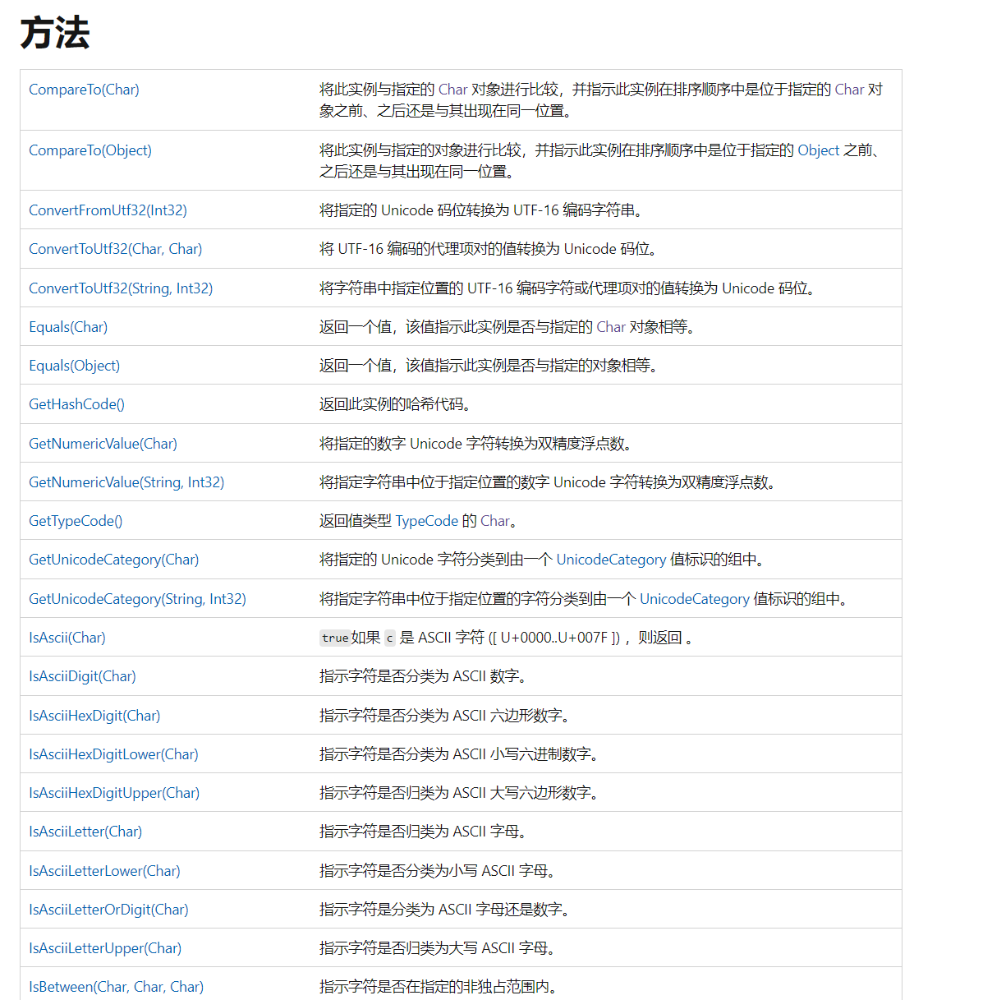 方法
CompareTo(Char)
将此实例与指定的 Char 对象进行比较，并指示此实例在排序顺序中是位于指定的 Char 对
象之前、之后还是与其出现在同一位置。
CompareTo(Object)
将此实例与指定的对象进行比较，并指示此实例在排序顺序中是位于指定的 Object 之前、
之后还是与其出现在同一位置。
ConvertFromUtf32(Int32)
将指定的 Unicode 码位转换为 UTF-16 编码字符串。
ConvertToUtf32(Char, Char)
将 UTF-16 编码的代理项对的值转换为 Unicode 码位。
ConvertToUtf32(String, Int32)
将字符串中指定位置的 UTF-16 编码字符或代理项对的值转换为 Unicode 码位。
Equals(Char)
返回一个值，该值指示此实例是否与指定的 Char 对象相等。
Equals(Object)
返回一个值，该值指示此实例是否与指定的对象相等。
GetHashCode()
返回此实例的哈希代码。
GetNumericValue(Char)
将指定的数字 Unicode 字符转换为双精度浮点数。
GetNumericValue(String, Int32)
将指定字符串中位于指定位置的数字 Unicode 字符转换为双精度浮点数。
GetTypeCode()
返回值类型 TypeCode 的 Char。
GetUnicodeCategory(Char)
将指定的 Unicode 字符分类到由一个 UnicodeCategory 值标识的组中。
GetUnicodeCategory(String, Int32)
将指定字符串中位于指定位置的字符分类到由一个 UnicodeCategory 值标识的组中。
IsAscii(Char)
true如果 c 是 ASCII 字符 ([ U+0000..U+007F ]) ，则返回 。
IsAsciiDigit(Char)
指示字符是否分类为 ASCII 数字。
IsAsciiHexDigit(Char)
指示字符是否分类为 ASCII 六边形数字。
IsAsciiHexDigitLower(Char)
指示字符是否分类为 ASCII 小写六进制数字。
IsAsciiHexDigitUpper(Char)
指示字符是否归类为 ASCII 大写六边形数字。
IsAsciiLetter(Char)
指示字符是否归类为 ASCII 字母。
IsAsciiLetterLower(Char)
指示字符是否分类为小写 ASCII 字母。
IsAsciiLetterOrDigit(Char)
指示字符是分类为 ASCII 字母还是数字。
IsAsciiLetterUpper(Char)
指示字符是否归类为大写 ASCII 字母。
IsBetween(Char, Char, Char)
指示字符是否在指定的非独占范围内。